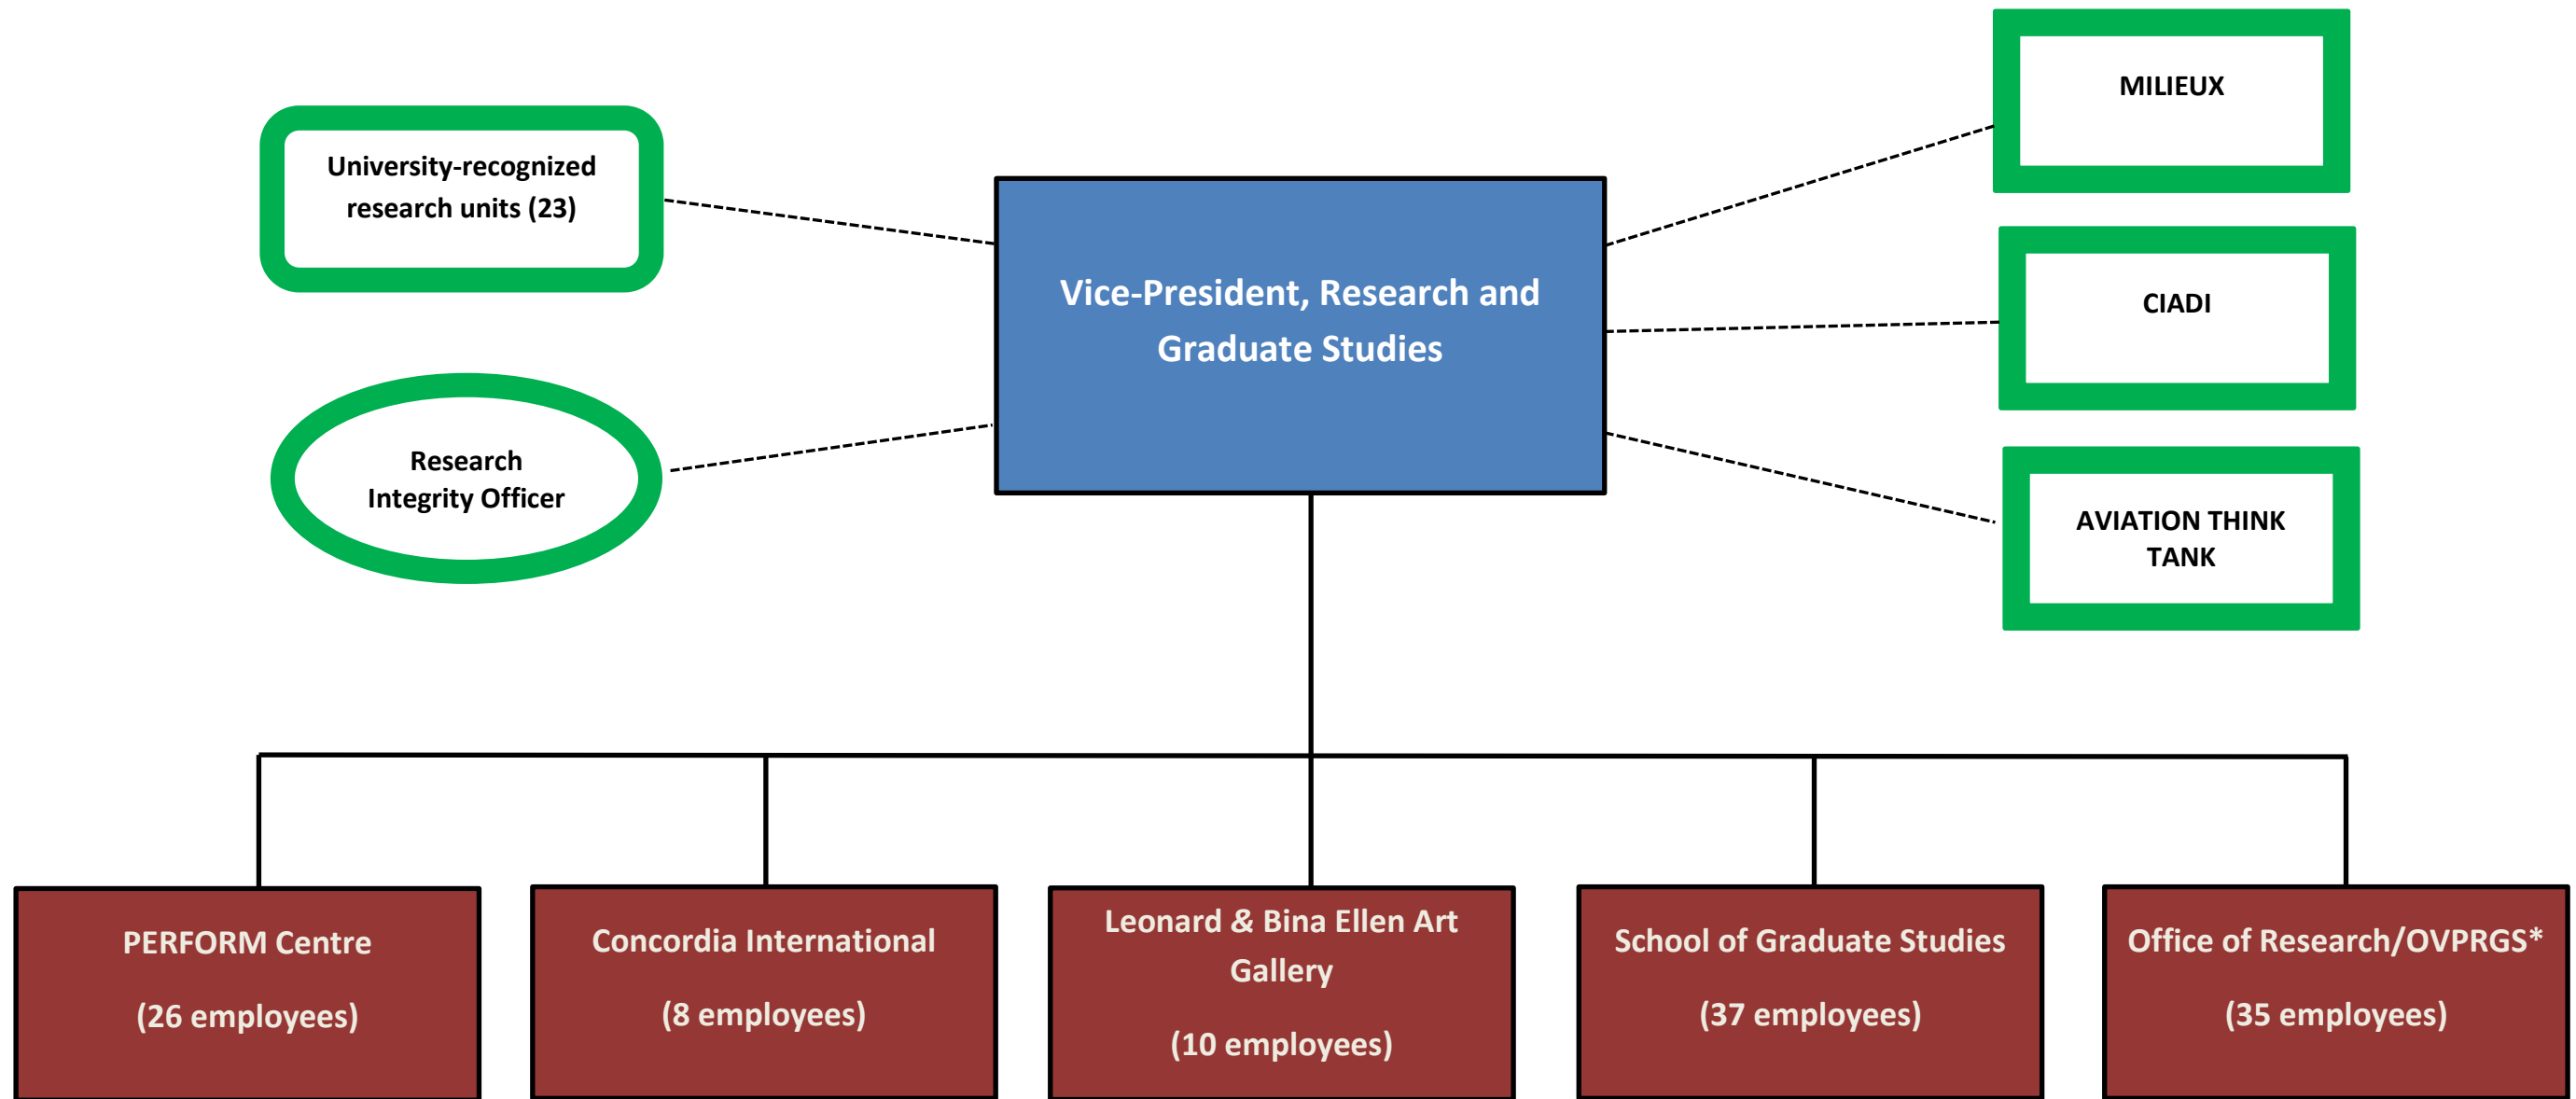 MILIEUX
University-recognized
research units (23)
Vice-President, Research and
Graduate Studies
CIADI
Research
Integrity Officer
AVIATION THINK
TANK
PERFORM Centre
(26 employees)
Concordia International
(8 employees)
Leonard & Bina Ellen Art
Gallery
(10 employees)
School of Graduate Studies
(37 employees)
Office of Research/OVPRGS*
(35 employees)